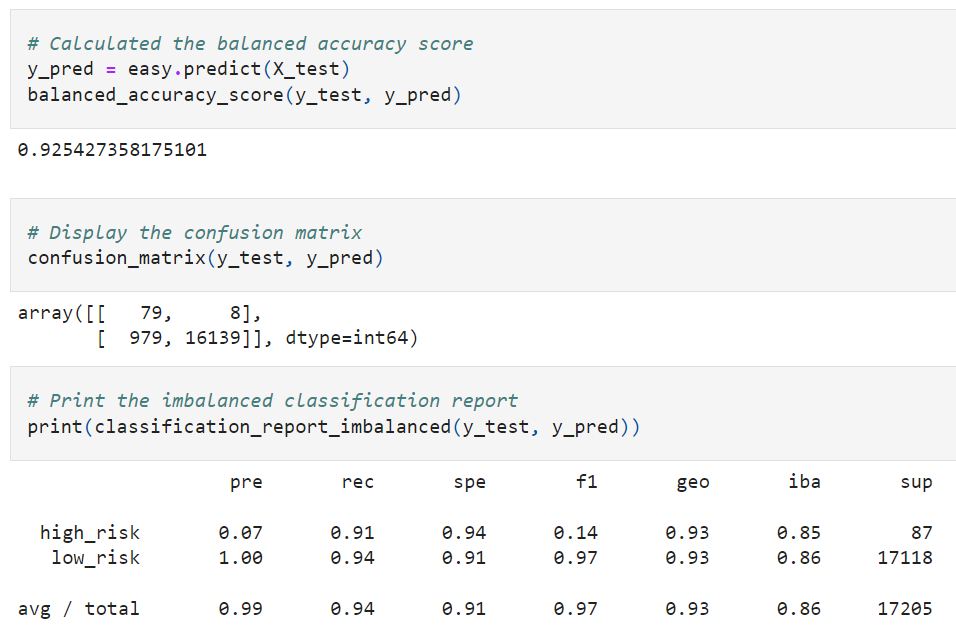 # Calculated the balanced accuracy score
y_pred = easy.predict(X_test)
balanced_accuracy_score(y_test, y_pred)
0.925427358175101
# Display the confusion matrix
confusion_matrix(y_test, y_pred)
array([[   79,     8],
       [  979, 16139]], dtype=int64)
# Print the imbalanced classification report
print(classification_report_imbalanced(y_test, y_pred))
                   pre       rec       spe        f1       geo       iba       sup
  high_risk       0.07      0.91      0.94      0.14      0.93      0.85        87
   low_risk       1.00      0.94      0.91      0.97      0.93      0.86     17118
avg / total       0.99      0.94      0.91      0.97      0.93      0.86     17205